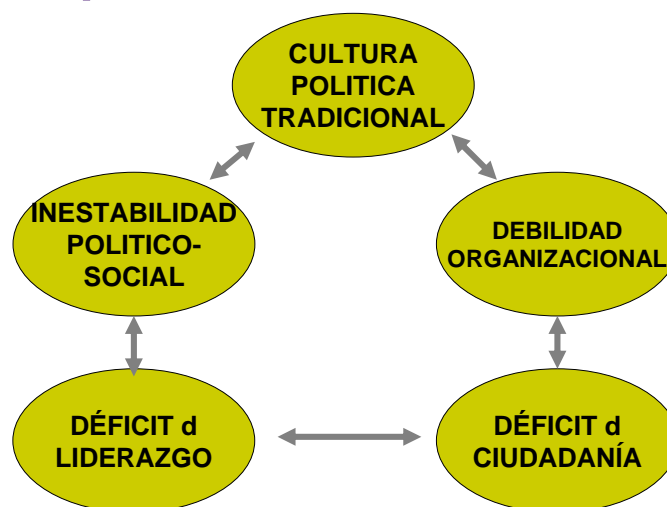 CULTURA
POLITICA
TRADICIONAL
INESTABILIDAD
POLITICO-
SOCIAL
DEBILIDAD
ORGANIZACIONAL
DÉFICIT d
LIDERAZGO
DÉFICIT d
CIUDADANÍA